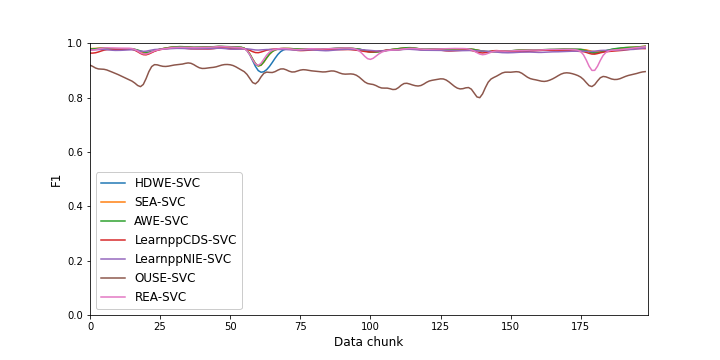 1.0
0.8
0.6
0.4
0.2
0.0
F1
HDWE-SVC
SEA-SVC
AWE-SVC
LearnppCDS-SVC
LearnppNIE-SVC
OUSE-SVC
REA-SVC
0 25 50 75 100 125 150 175
Data chunk